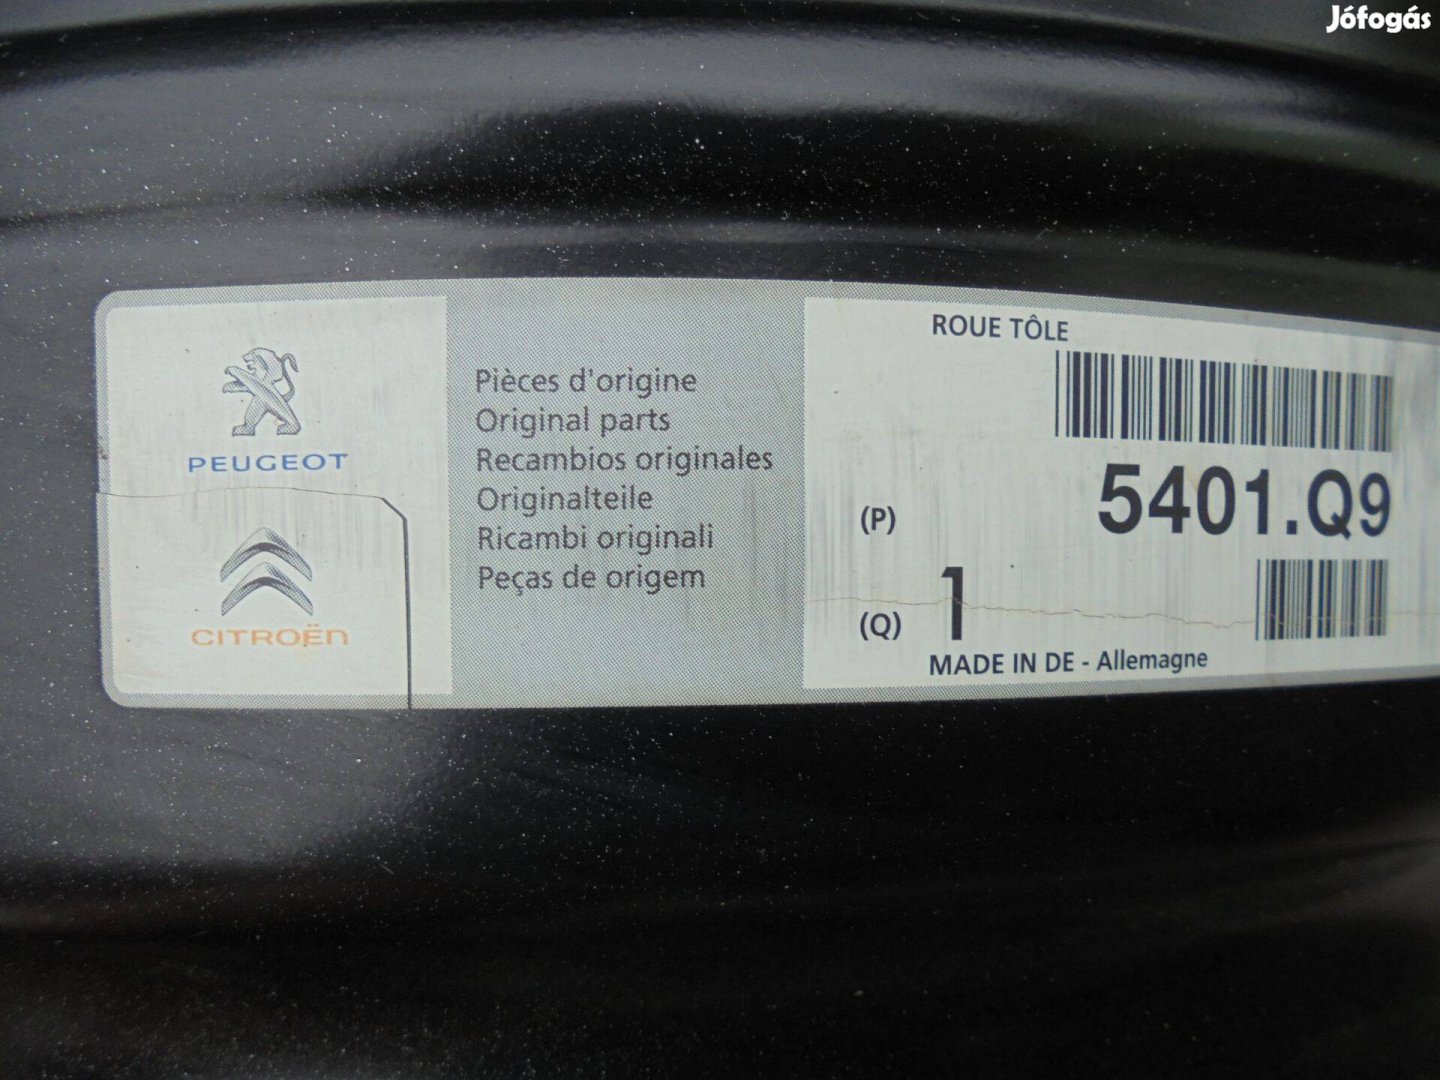 Jófogás
PEUGEOT
CITROËN
Pièces d'origine
Original parts
Recambios originales
Originalteile
Ricambi originali
Peças de origem
ROUE TÔLE
(P) 5401.Q9
(Q) 1
MADE IN DE - Allemagne